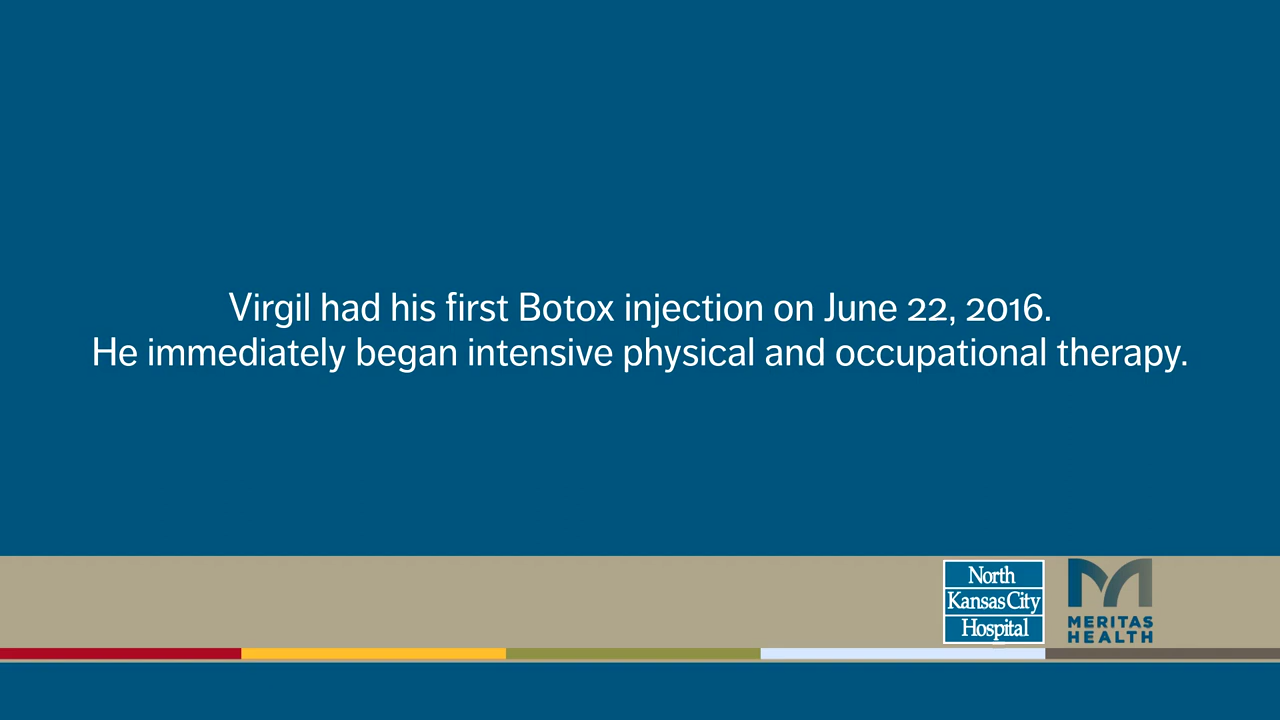 Virgil had his first Botox injection on June 22, 2016.
He immediately began intensive physical and occupational therapy.
North
Kansas City
Hospital
MERITAS
HEALTH